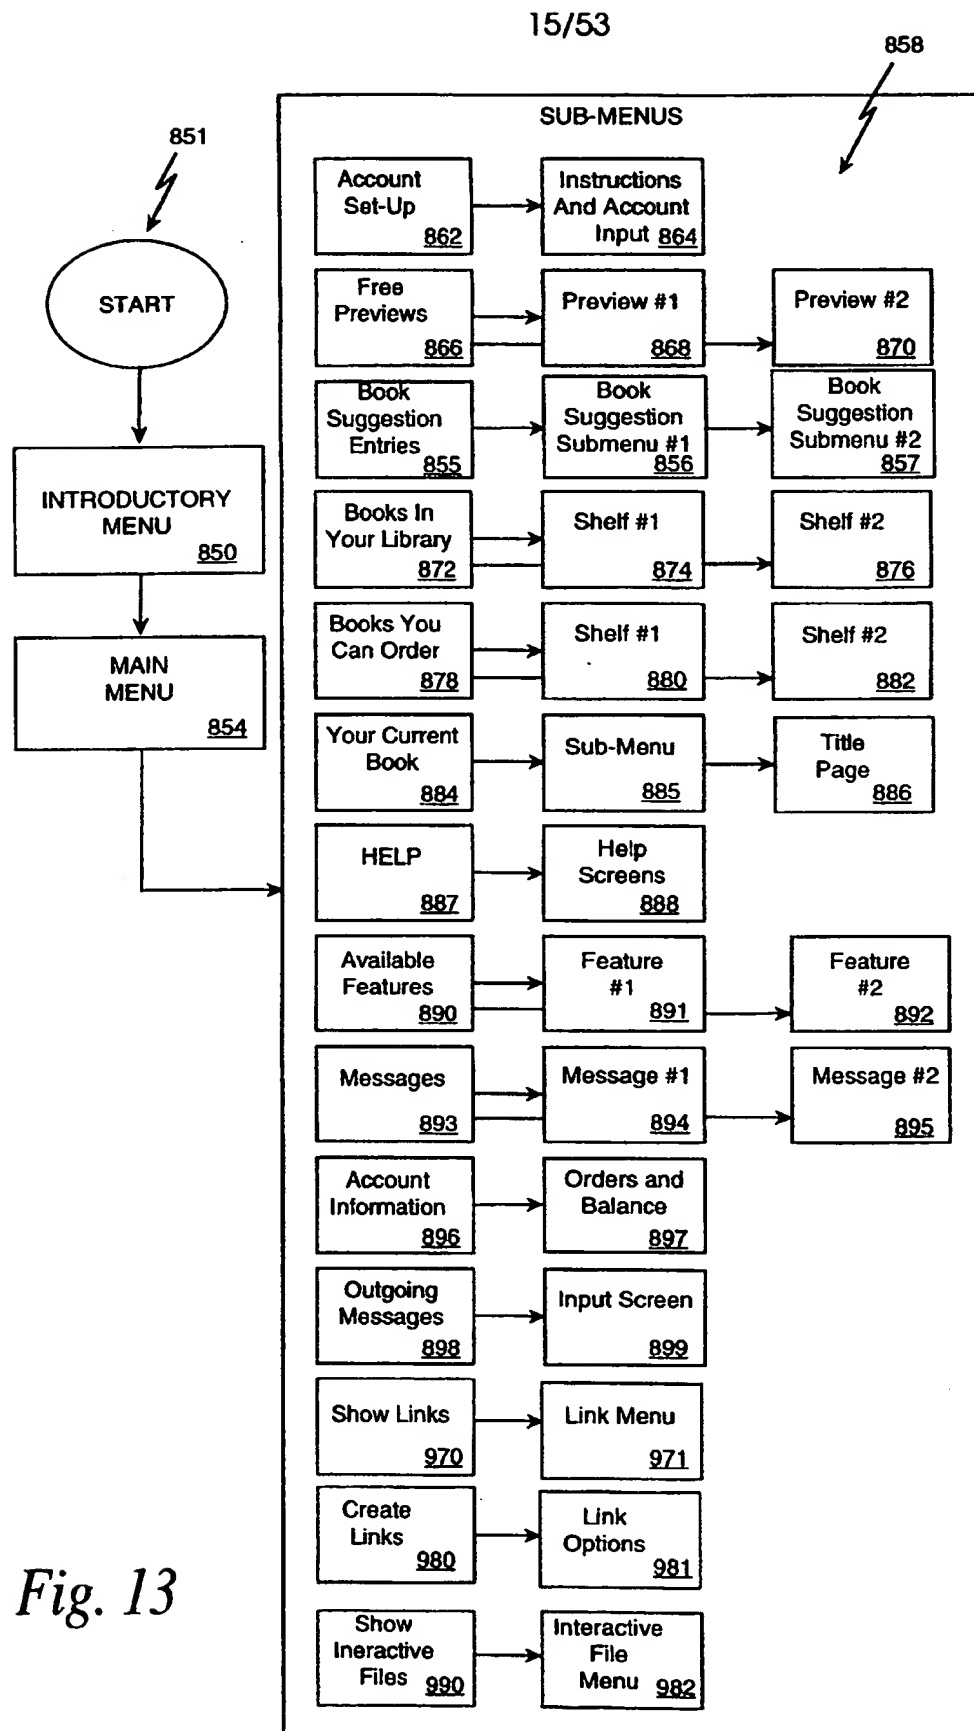 15/53
858
851
SUB-MENUS
START
INTRODUCTORY
MENU
850
MAIN
MENU
854
Account
Set-Up
862
Instructions
And Account
Input 864
Free
Previews
866
Preview #1
868
Preview #2
870
Book
Suggestion
Entries
855
Book
Suggestion
Submenu #1
856
Book
Suggestion
Submenu #2
857
Books In
Your Library
872
Shelf #1
874
Shelf #2
876
Books You
Can Order
878
Shelf #1
880
Shelf #2
882
Your Current
Book
884
Sub-Menu
885
Title
Page
886
HELP
887
Help
Screens
888
Available
Features
890
Feature
#1
891
Feature
#2
892
Messages
893
Message #1
894
Message #2
895
Account
Information
896
Orders and
Balance
897
Outgoing
Messages
898
Input Screen
899
Show Links
970
Link Menu
971
Create
Links
980
Link
Options
981
Show
Ineractive
Files 990
Interactive
File
Menu 982
Fig. 13